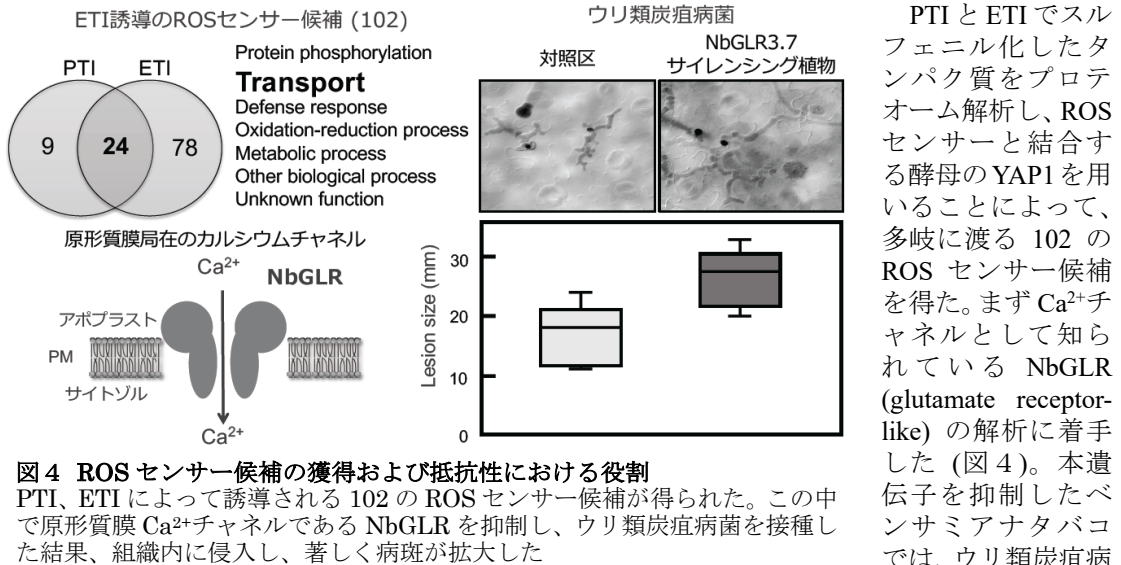 ETI誘導のROSセンサー候補 (102)
PTI
ETI
9
24
78
Protein phosphorylation
Transport
Defense response
Oxidation-reduction process
Metabolic process
Other biological process
Unknown function
原形質膜局在のカルシウムチャネル
Ca²⁺
NbGLR
アポプラスト
PM
サイトゾル
Ca²⁺
ウリ類炭疽病菌
対照区
NbGLR3.7
サイレンシング植物
Lesion size (mm)
30
20
10
0
図４ ROS センサー候補の獲得および抵抗性における役割
PTI、ETI によって誘導される 102 の ROS センサー候補が得られた。この中
で原形質膜 Ca²⁺チャネルである NbGLR を抑制し、ウリ類炭疽病菌を接種し
た結果、組織内に侵入し、著しく病斑が拡大した
PTI と ETI でスル
フェニル化したタ
ンパク質をプロテ
オーム解析し、ROS
センサーと結合す
る酵母の YAP1 を用
いることによって、
多岐に渡る 102 の
ROS センサー候補
を得た。まず Ca²⁺チ
ャネルとして知ら
れている NbGLR
(glutamate receptor-
like) の解析に着手
した (図４)。本遺
伝子を抑制したベ
ンサミアナタバコ
では、ウリ類炭疽病